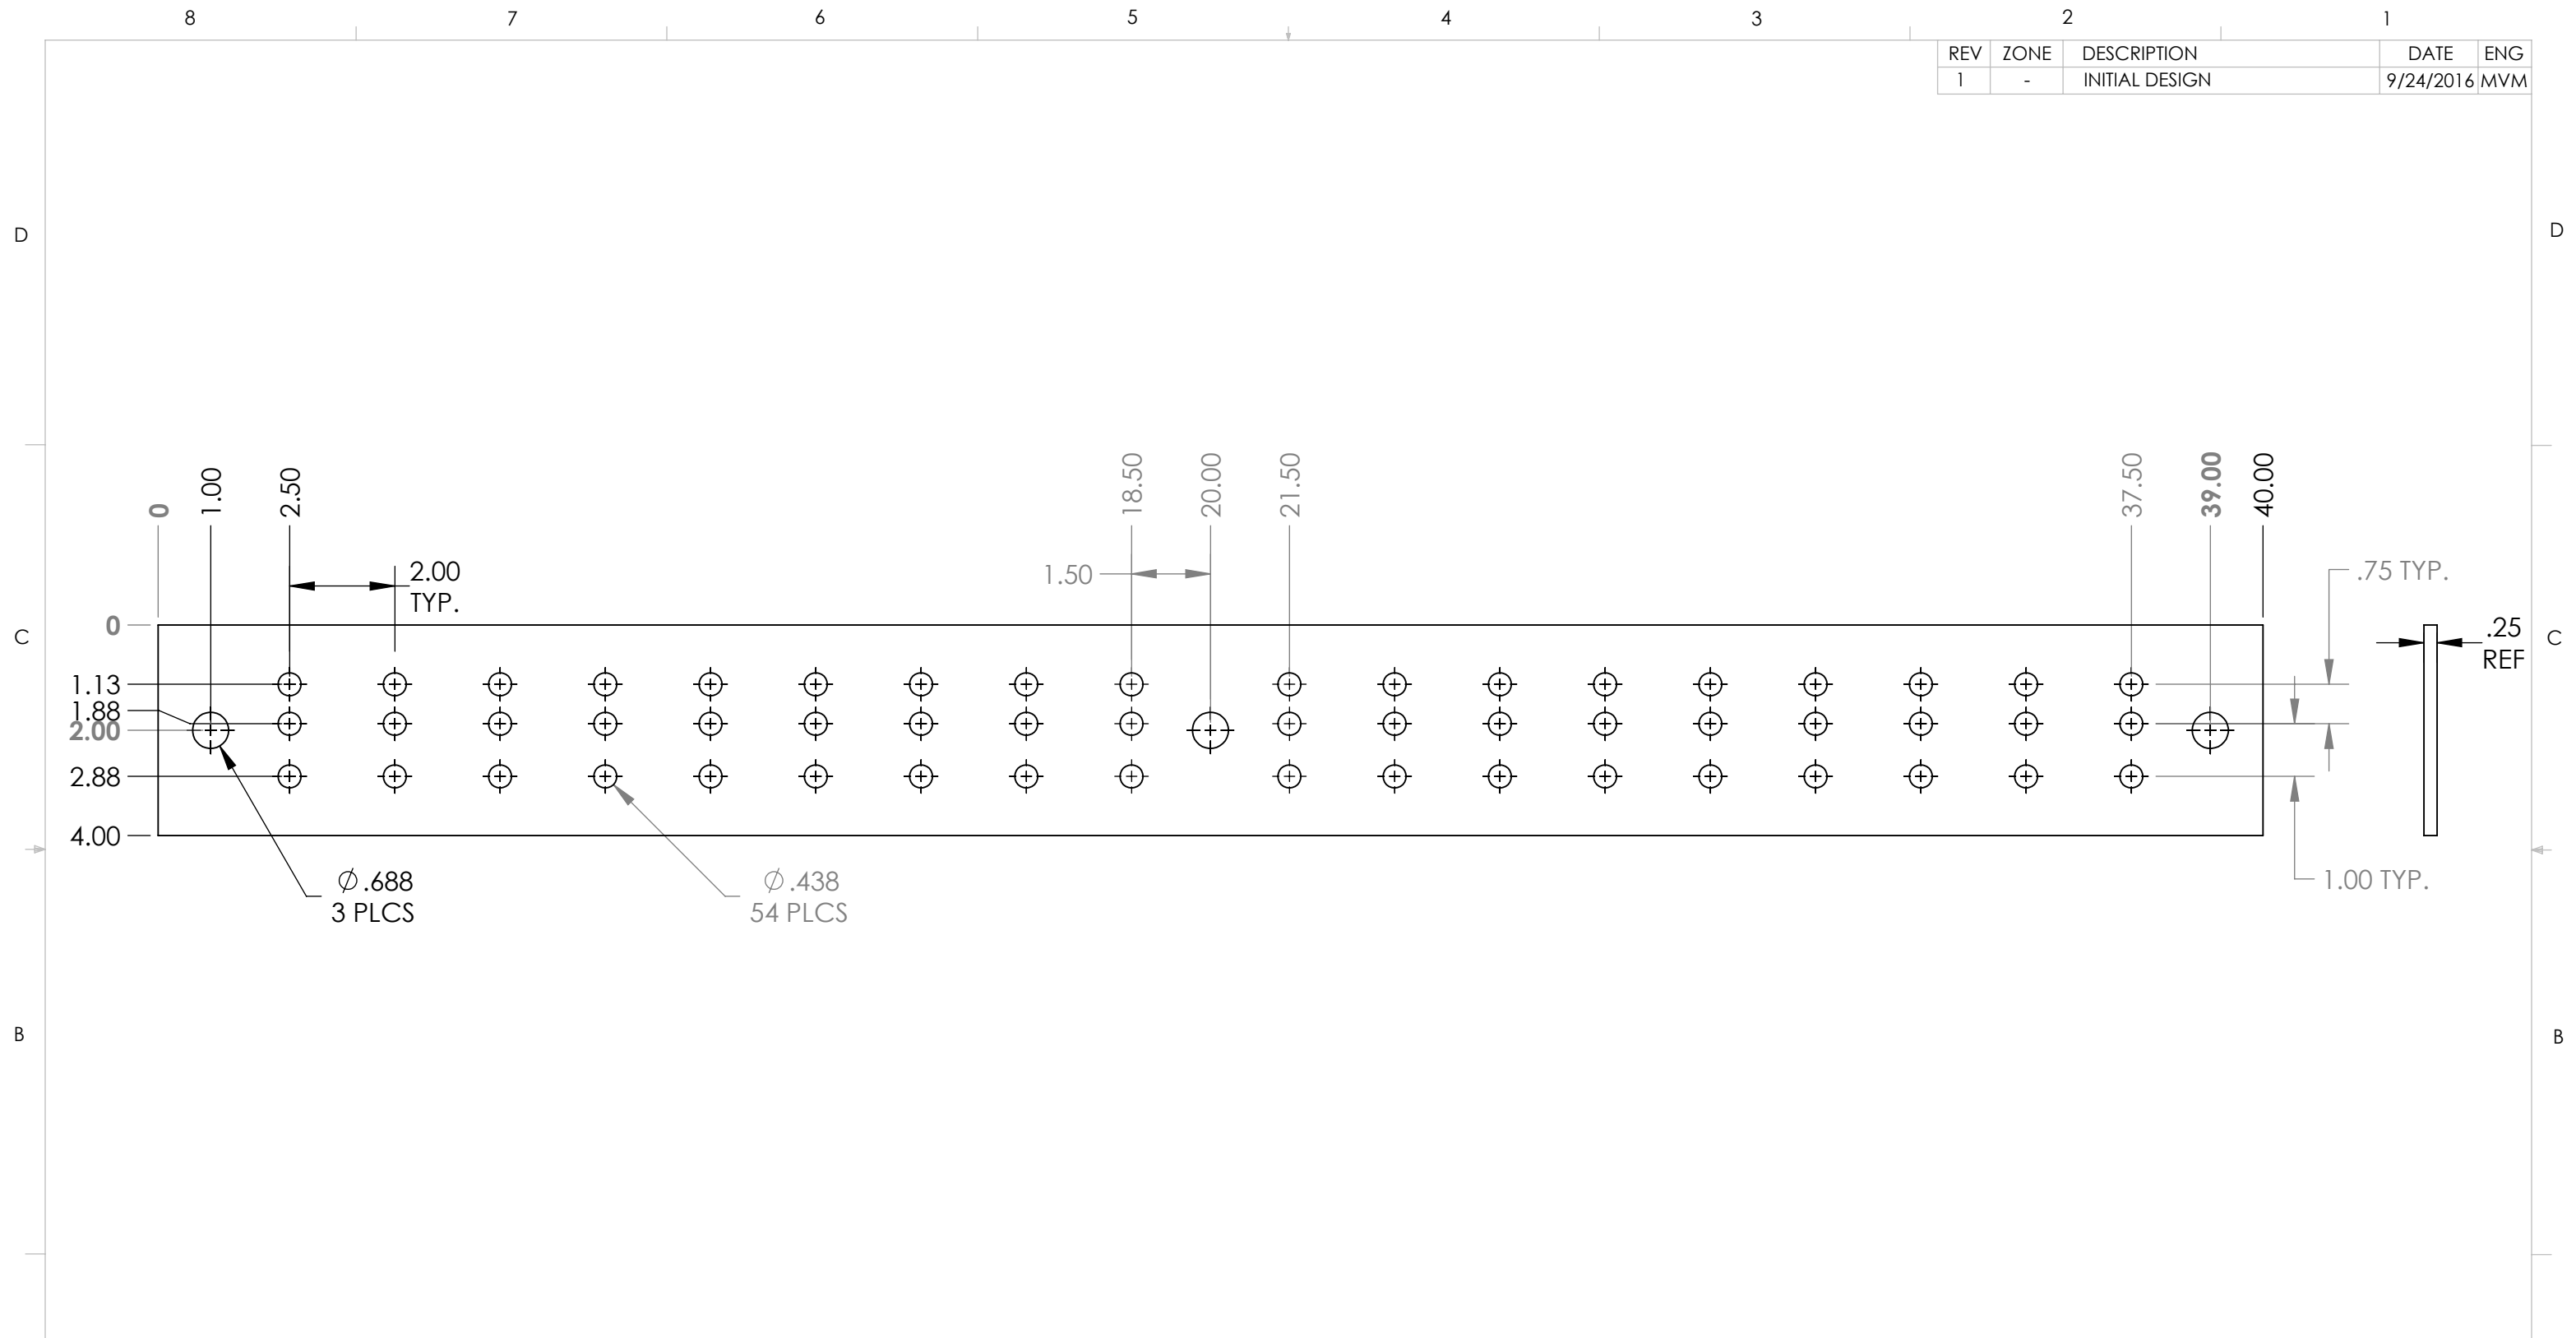 8 7 6 5 4 3 2 1
REV ZONE DESCRIPTION DATE ENG
1 - INITIAL DESIGN 9/24/2016 MVM
D D
0 1.00 2.50 18.50 20.00 21.50 37.50 39.00 40.00
2.00
TYP.
1.50
.75 TYP.
0
C C
.25
REF
1.13
1.88
2.00
2.88
4.00
Ø.688
3 PLCS
Ø.438
54 PLCS
1.00 TYP.
B B